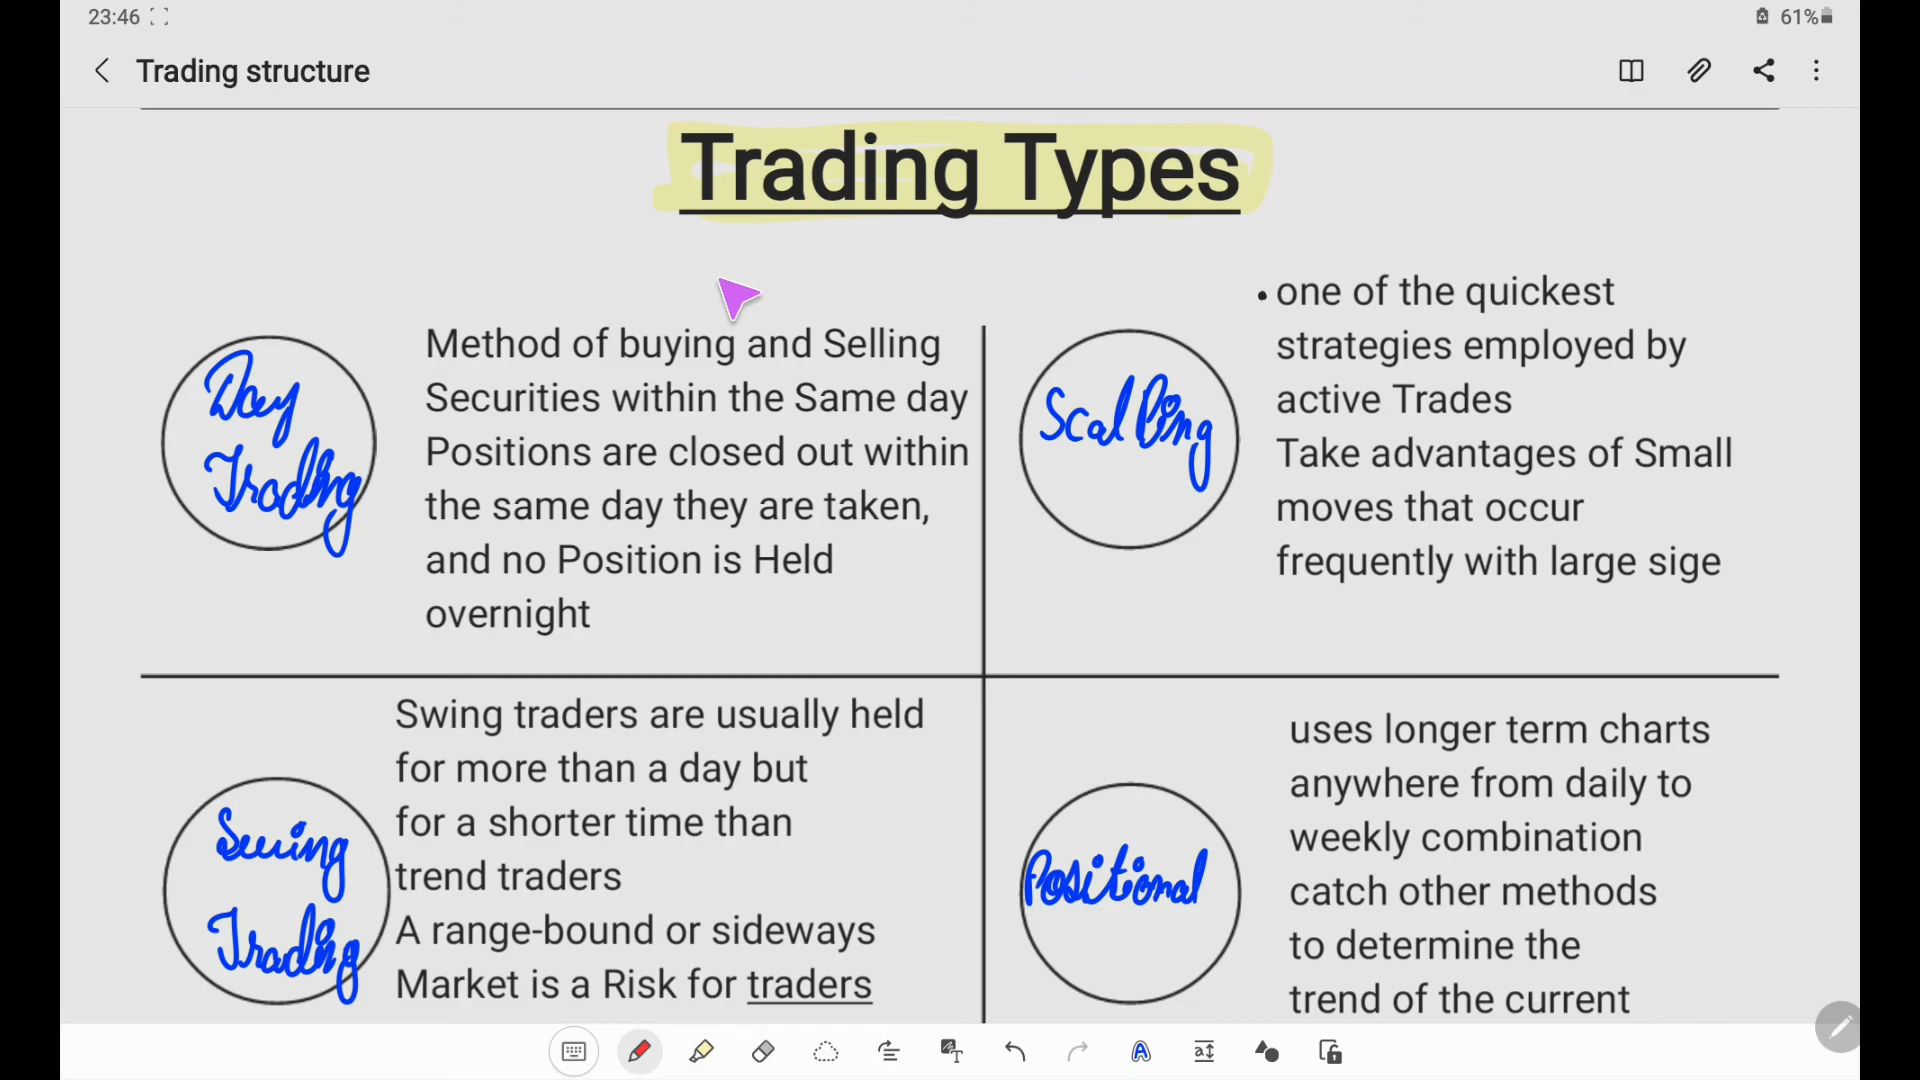 23:46
61%
Trading structure
Trading Types
Day
Trading
Method of buying and Selling
Securities within the Same day
Positions are closed out within
the same day they are taken,
and no Position is Held
overnight
Scalping
• one of the quickest
strategies employed by
active Trades
Take advantages of Small
moves that occur
frequently with large sige
Swing
Trading
Swing traders are usually held
for more than a day but
for a shorter time than
trend traders
A range-bound or sideways
Market is a Risk for traders
Positional
uses longer term charts
anywhere from daily to
weekly combination
catch other methods
to determine the
trend of the current